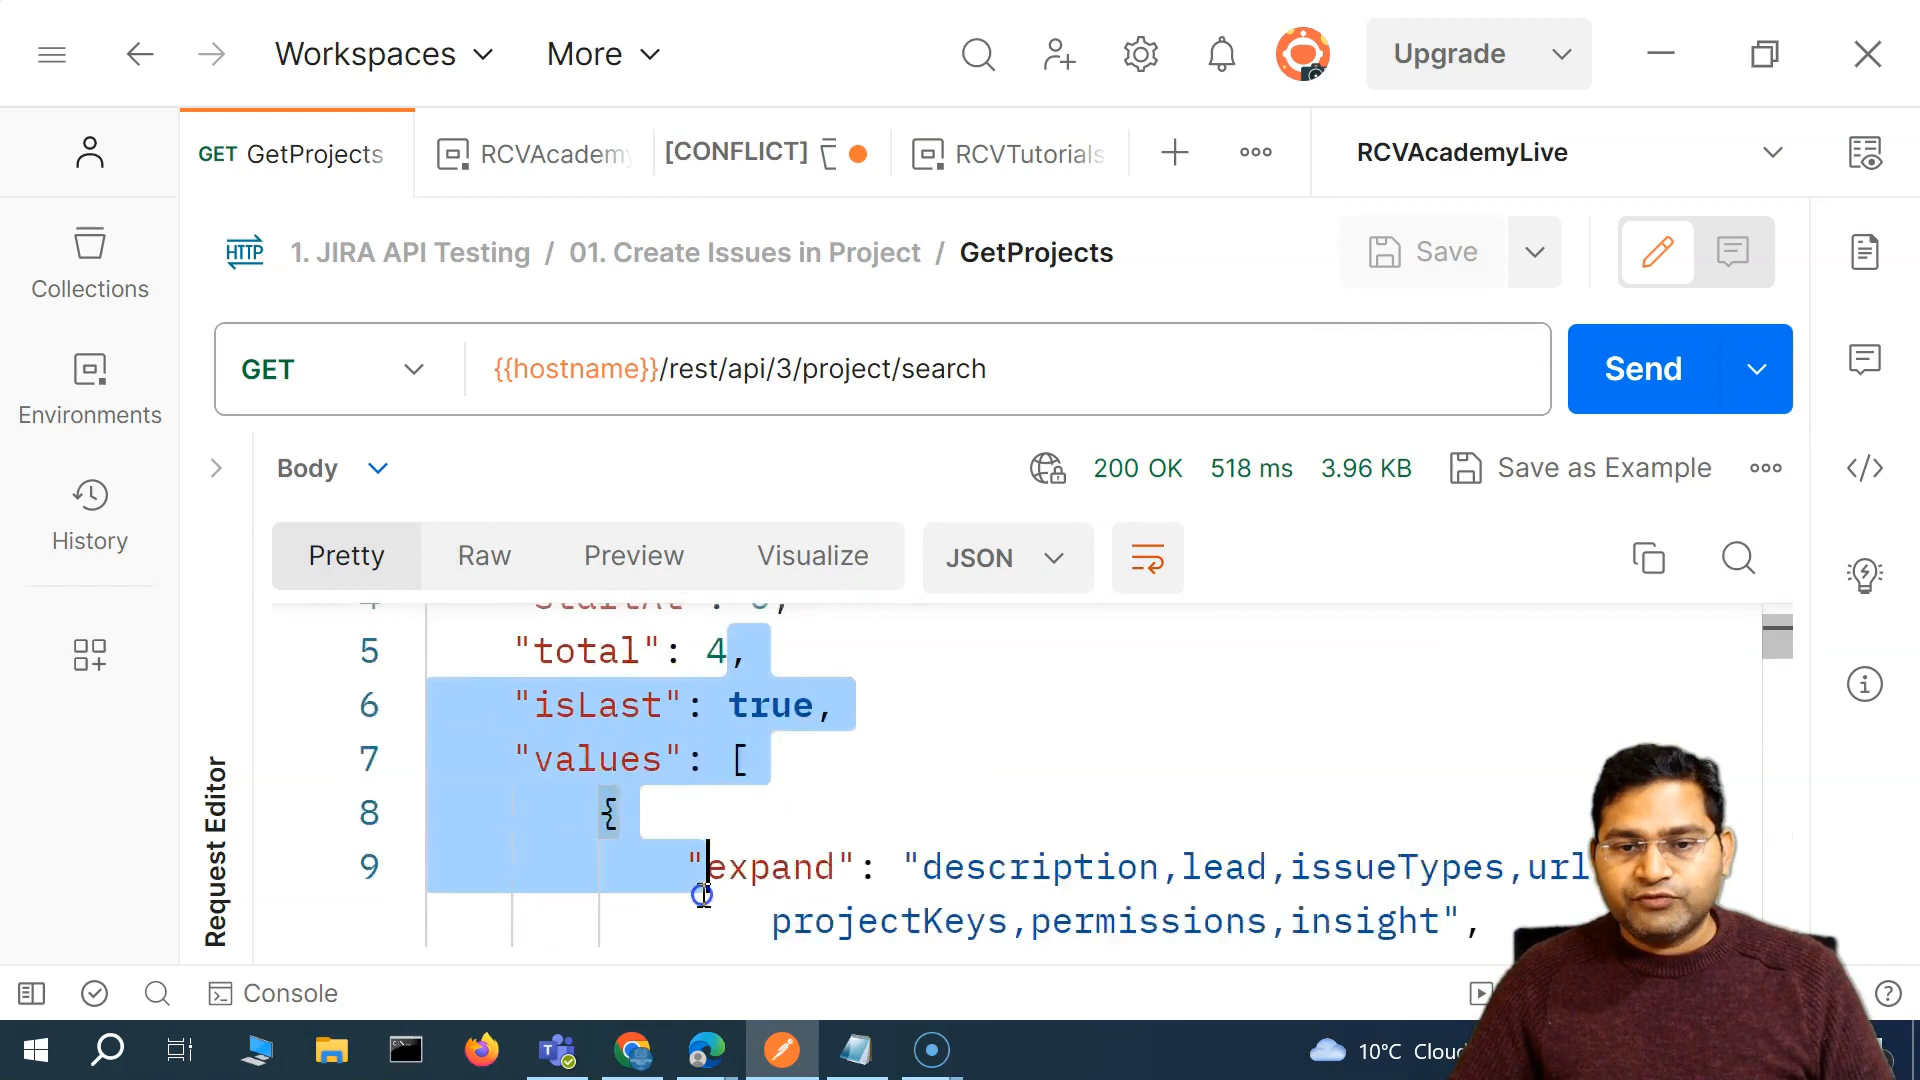 Workspaces
More
Upgrade
GET GetProjects
RCVAcademy
[CONFLICT]
RCVTutorials
RCVAcademyLive
HTTP
1. JIRA API Testing / 01. Create Issues in Project / GetProjects
Save
Collections
Environments
History
GET
{{hostname}}/rest/api/3/project/search
Send
Body
200 OK 518 ms 3.96 KB
Save as Example
Pretty Raw Preview Visualize
JSON
5 "total": 4,
6 "isLast": true,
7 "values": [
8 {
9 "expand": "description,lead,issueTypes,url
projectKeys,permissions,insight",
Request Editor
Console
10°C